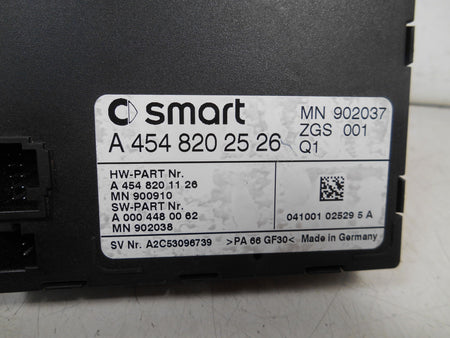 smart
MN 902037
A 454 820 25 26
ZGS 001
Q1
HW-PART Nr.
A 454 820 11 26
MN 900910
SW-PART Nr.
A 000 448 00 62
MN 902038
041001 02529 5 A
SV Nr. A2C53096739 >PA 66 GF30< Made in Germany